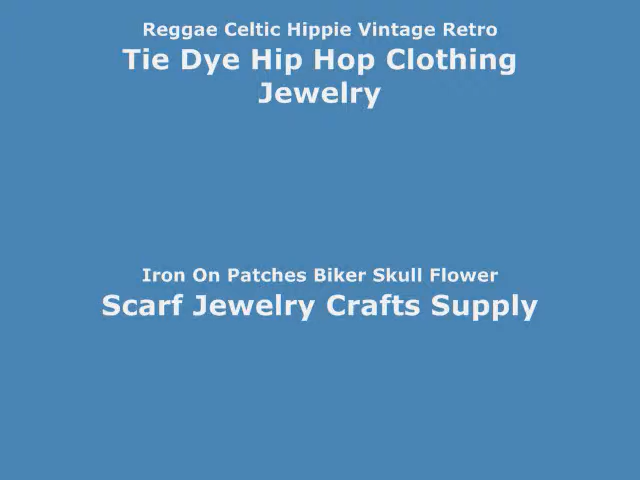 Reggae Celtic Hippie Vintage Retro
Tie Dye Hip Hop Clothing
Jewelry
Iron On Patches Biker Skull Flower
Scarf Jewelry Crafts Supply